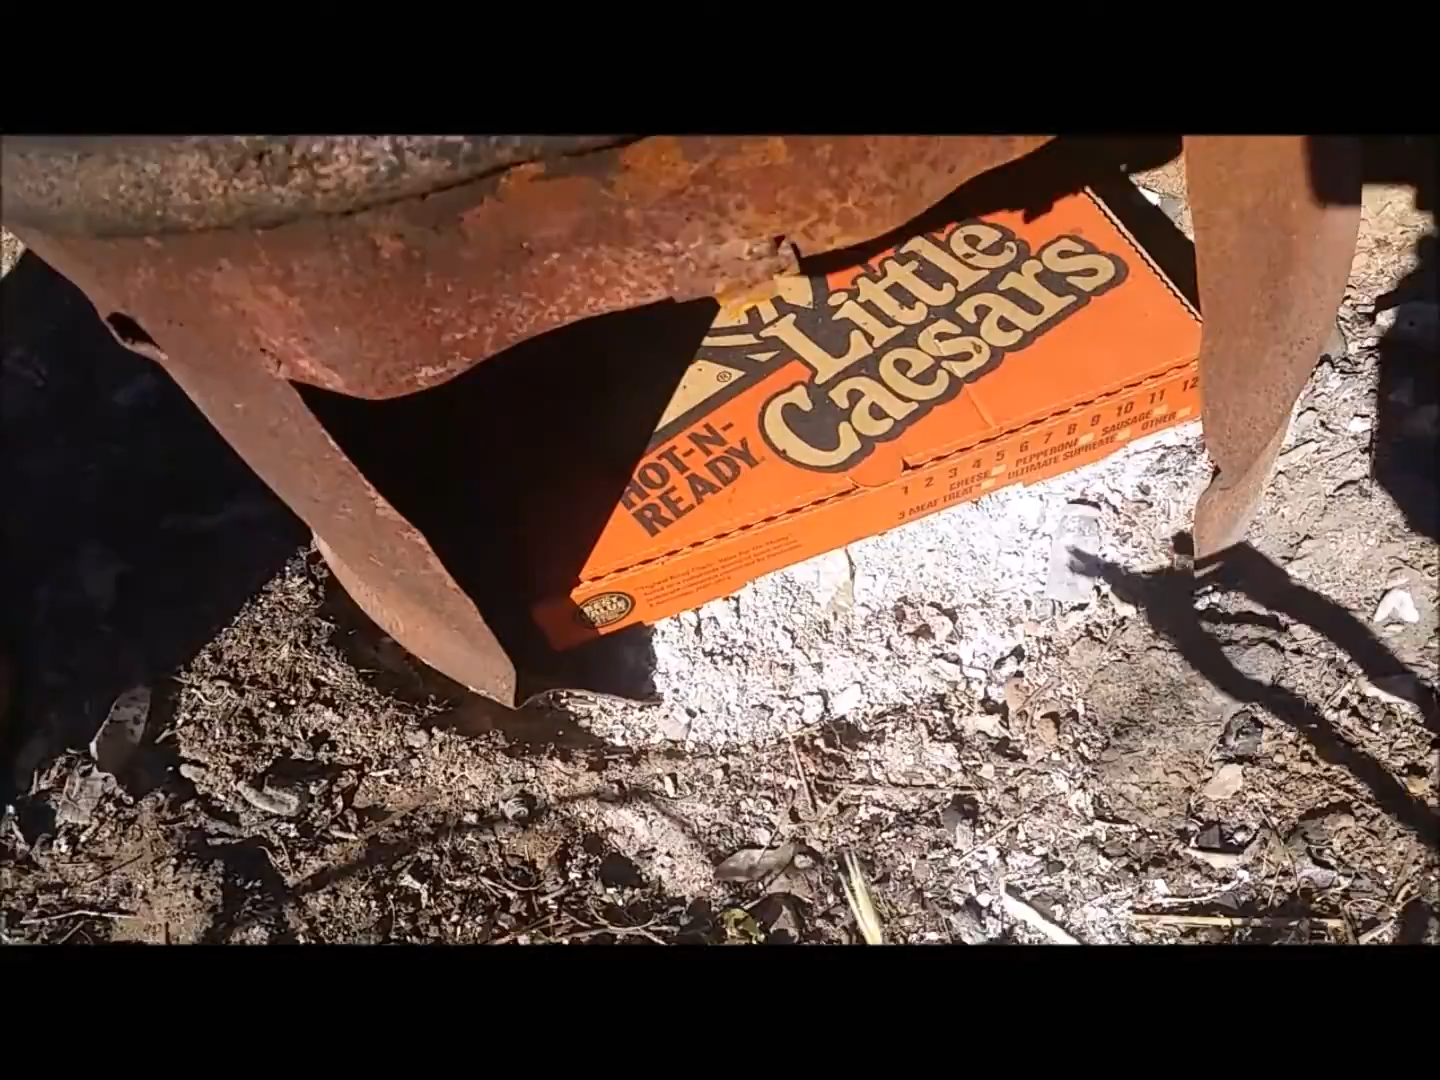 Little
Caesars
®
HOT-N-
READY
1 2 3 4 5 6 7 8 9 10 11 12
CHEESE PEPPERONI SAUSAGE
3 MEAT TREAT ULTIMATE SUPREME OTHER